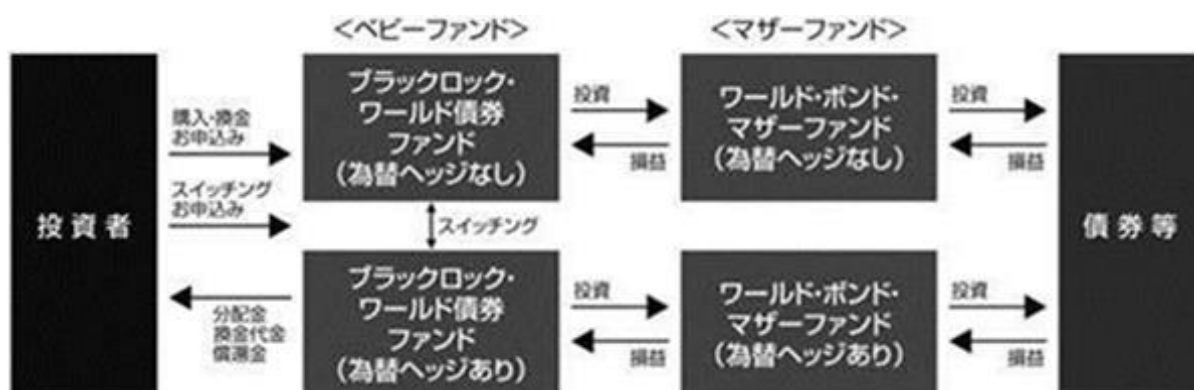 <ベビーファンド>
<マザーファンド>
投資者
購入・換金
お申込み
スイッチング
お申込み
分配金
換金代金
償還金
ブラックロック・
ワールド債券
ファンド
(為替ヘッジなし)
投資
損益
ワールド・ボンド・
マザーファンド
(為替ヘッジなし)
投資
損益
スイッチング
ブラックロック・
ワールド債券
ファンド
(為替ヘッジあり)
投資
損益
ワールド・ボンド・
マザーファンド
(為替ヘッジあり)
投資
損益
債券等